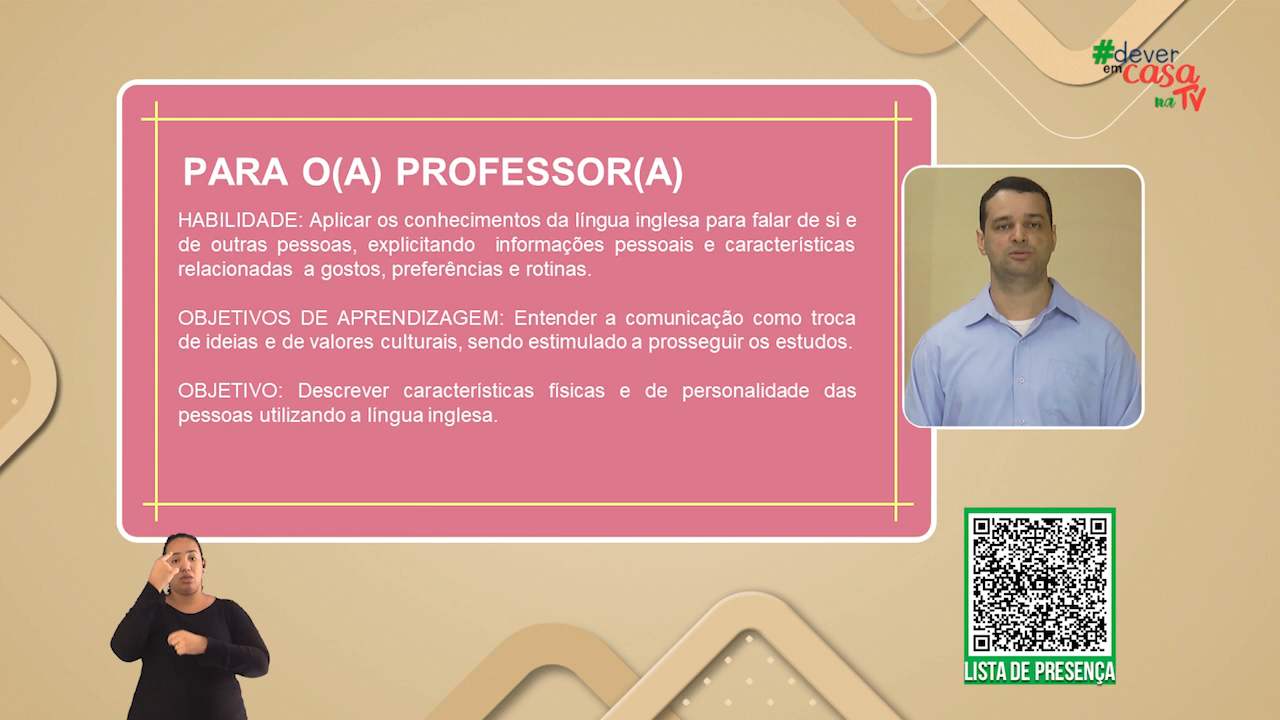 #dever
em casa
na TV
PARA O(A) PROFESSOR(A)
HABILIDADE: Aplicar os conhecimentos da língua inglesa para falar de si e
de outras pessoas, explicitando informações pessoais e características
relacionadas a gostos, preferências e rotinas.
OBJETIVOS DE APRENDIZAGEM: Entender a comunicação como troca
de ideias e de valores culturais, sendo estimulado a prosseguir os estudos.
OBJETIVO: Descrever características físicas e de personalidade das
pessoas utilizando a língua inglesa.
LISTA DE PRESENÇA